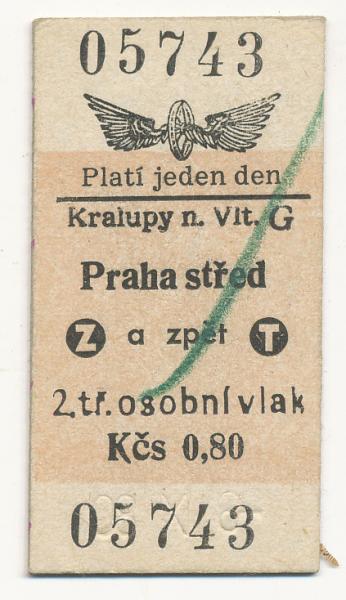 05743
Platí jeden den
Kralupy n. Vlt. G
Praha střed
Z a zpět T
2.tř.osobní vlak
Kčs 0,80
05743